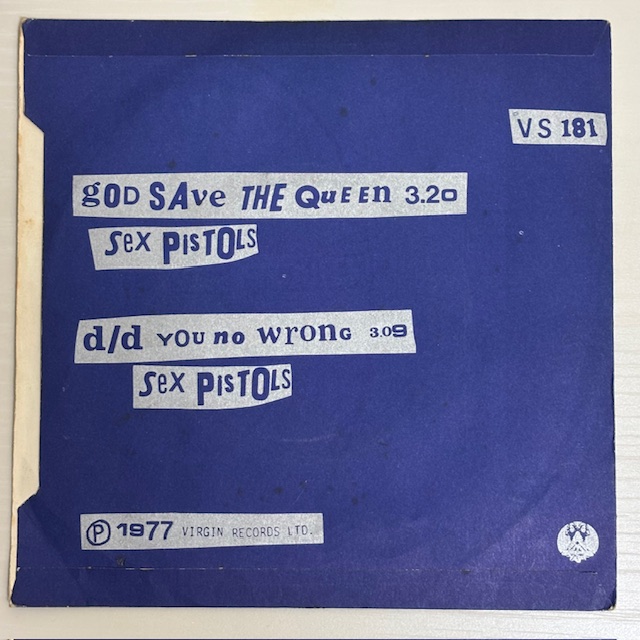 VS 181
gOD SAve THE QuEEn 3.20
Sex PISTOLS
d/d YOU no wronG 3.09
Sex PISTOLS
Ⓟ 1977 VIRGIN RECORDS LTD.